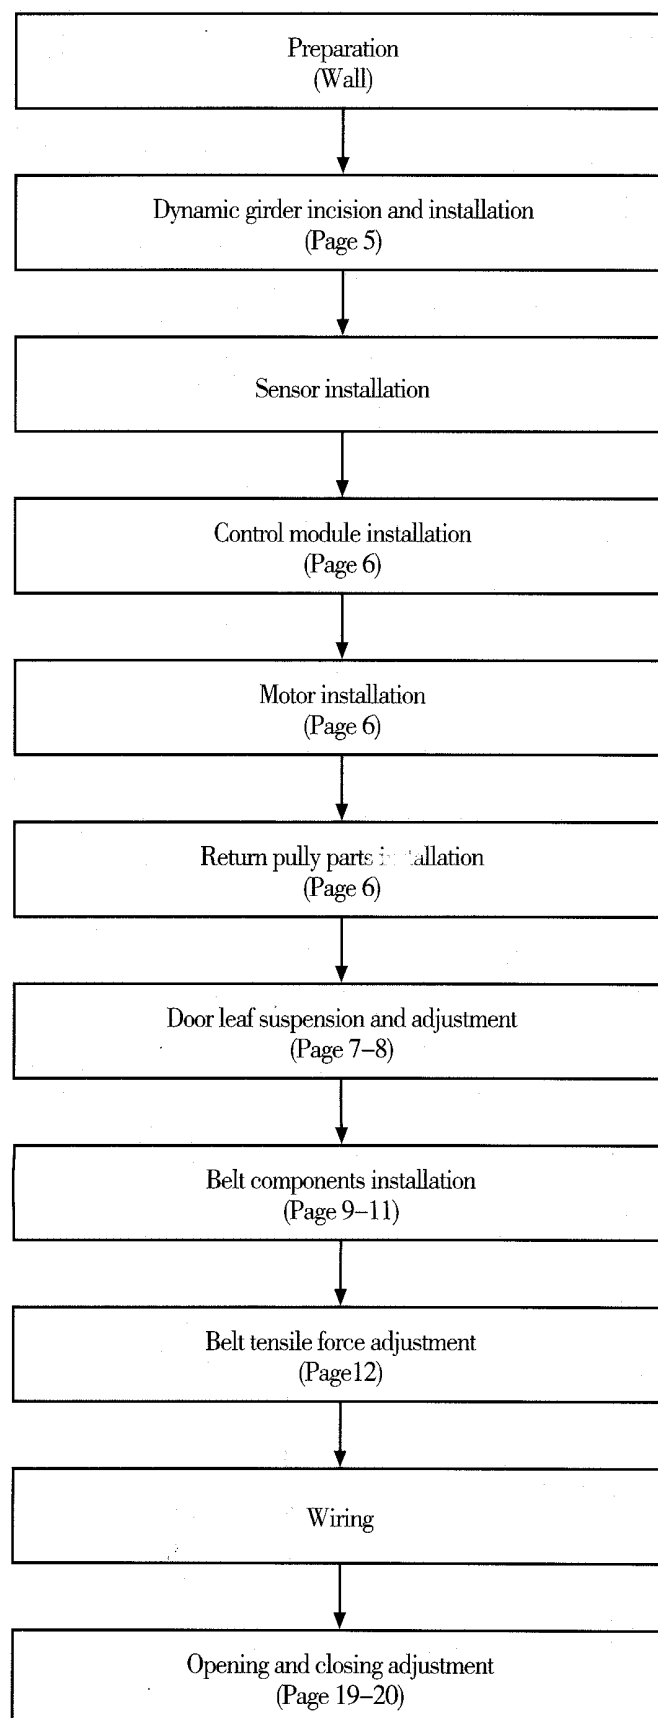 Preparation
(Wall)
Dynamic girder incision and installation
(Page 5)
Sensor installation
Control module installation
(Page 6)
Motor installation
(Page 6)
Return pully parts installation
(Page 6)
Door leaf suspension and adjustment
(Page 7–8)
Belt components installation
(Page 9–11)
Belt tensile force adjustment
(Page12)
Wiring
Opening and closing adjustment
(Page 19–20)